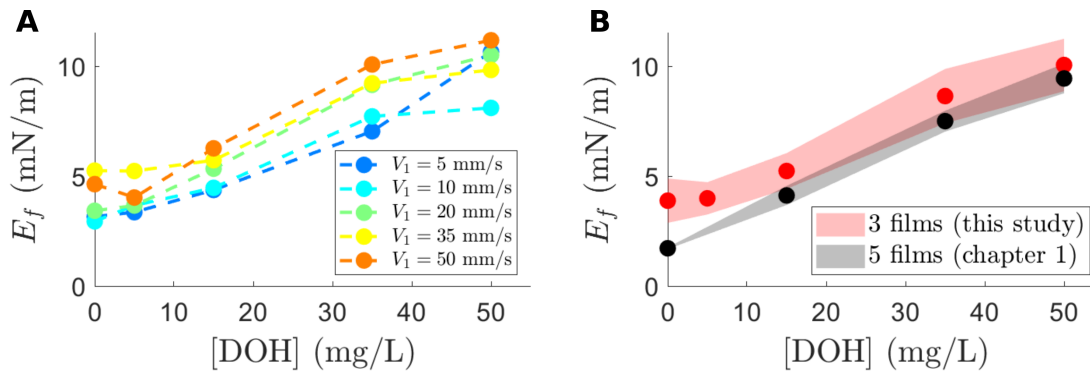 A
E_f (mN/m)
10
5
0
0 10 20 30 40 50
[DOH] (mg/L)
V_1 = 5 mm/s
V_1 = 10 mm/s
V_1 = 20 mm/s
V_1 = 35 mm/s
V_1 = 50 mm/s
B
E_f (mN/m)
10
5
0
0 10 20 30 40 50
[DOH] (mg/L)
3 films (this study)
5 films (chapter 1)